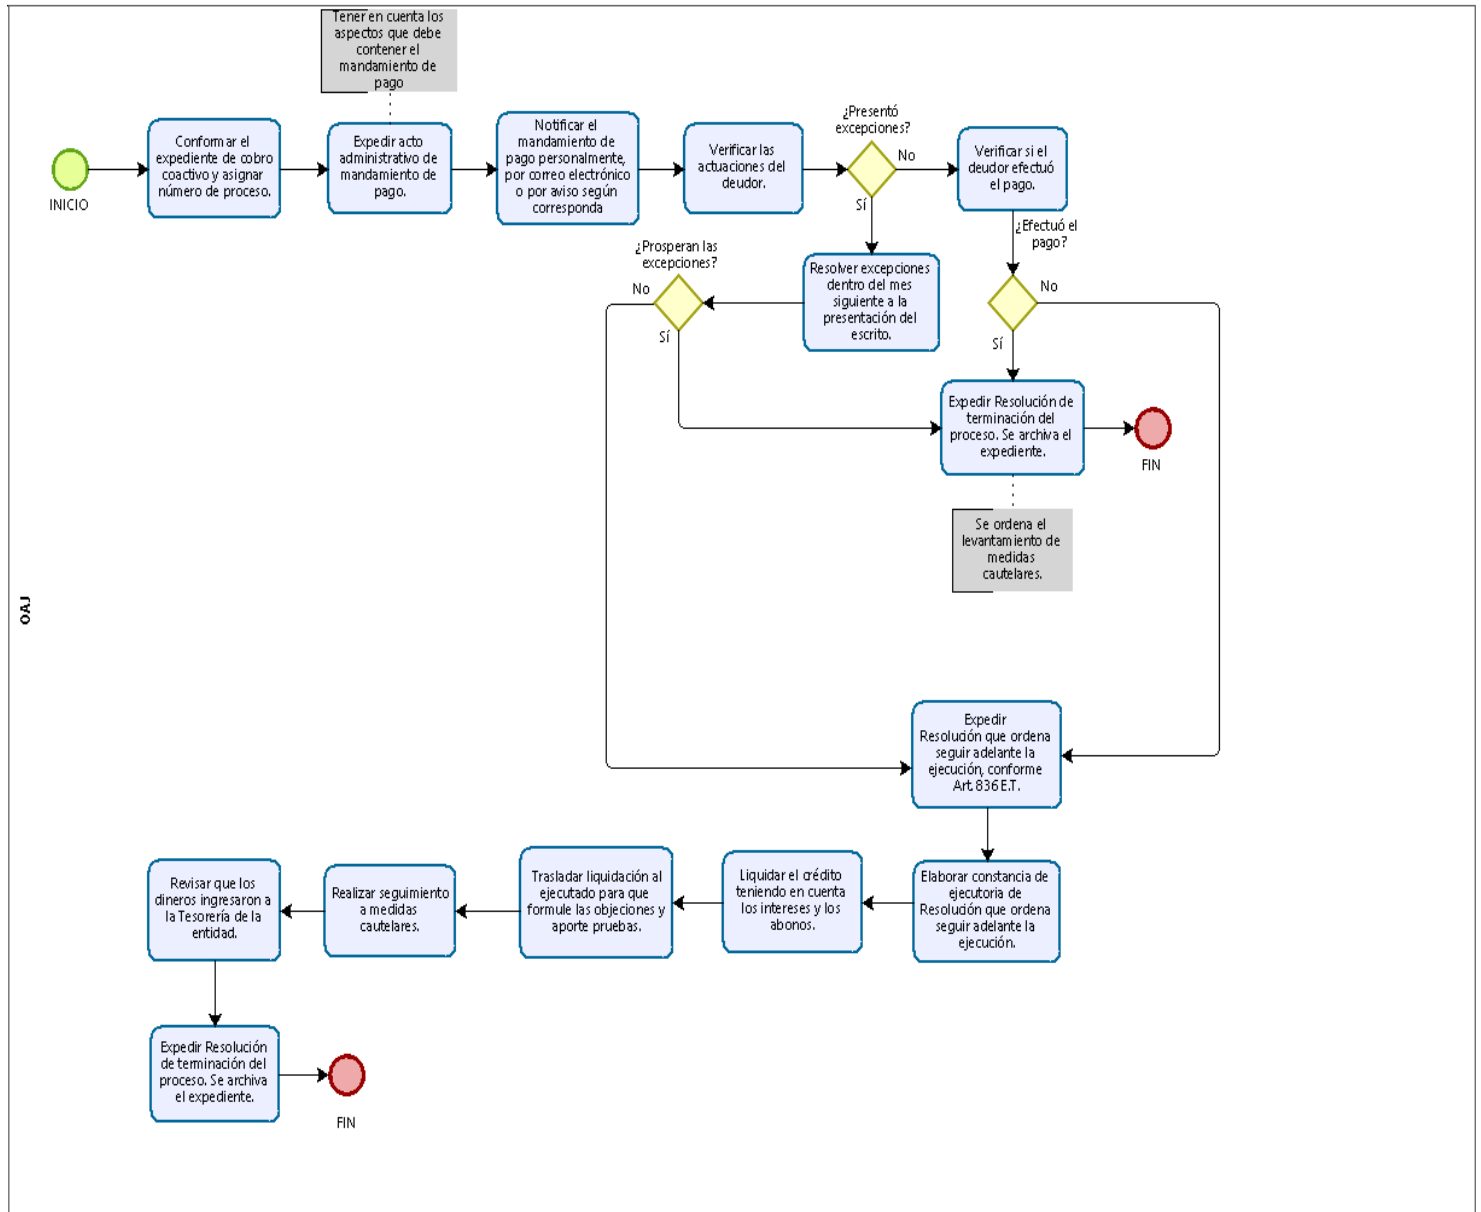 Tener en cuenta los
aspectos que debe
contener el
mandamiento de
pago
INICIO
Conformar el
expediente de cobro
coactivo y asignar
número de proceso.
Expedir acto
administrativo de
mandamiento de
pago.
Notificar el
mandamiento de
pago personalmente,
por correo electrónico
o por aviso según
corresponda
Verificar las
actuaciones del
deudor.
¿Presentó
excepciones?
No
Sí
Verificar si el
deudor efectuó
el pago.
¿Efectuó el
pago?
No
Sí
Resolver excepciones
dentro del mes
siguiente a la
presentación del
escrito.
¿Prosperan las
excepciones?
No
Sí
Expedir Resolución de
terminación del
proceso. Se archiva el
expediente.
FIN
Se ordena el
levantamiento de
medidas
cautelares.
OAJ
Expedir
Resolución que ordena
seguir adelante la
ejecución, conforme
Art. 836 E.T.
Elaborar constancia de
ejecutoria de
Resolución que ordena
seguir adelante la
ejecución.
Liquidar el crédito
teniendo en cuenta
los intereses y los
abonos.
Trasladar liquidación al
ejecutado para que
formule las objeciones y
aporte pruebas.
Realizar seguimiento
a medidas
cautelares.
Revisar que los
dineros ingresaron a
la Tesorería de la
entidad.
Expedir Resolución
de terminación del
proceso. Se archiva
el expediente.
FIN